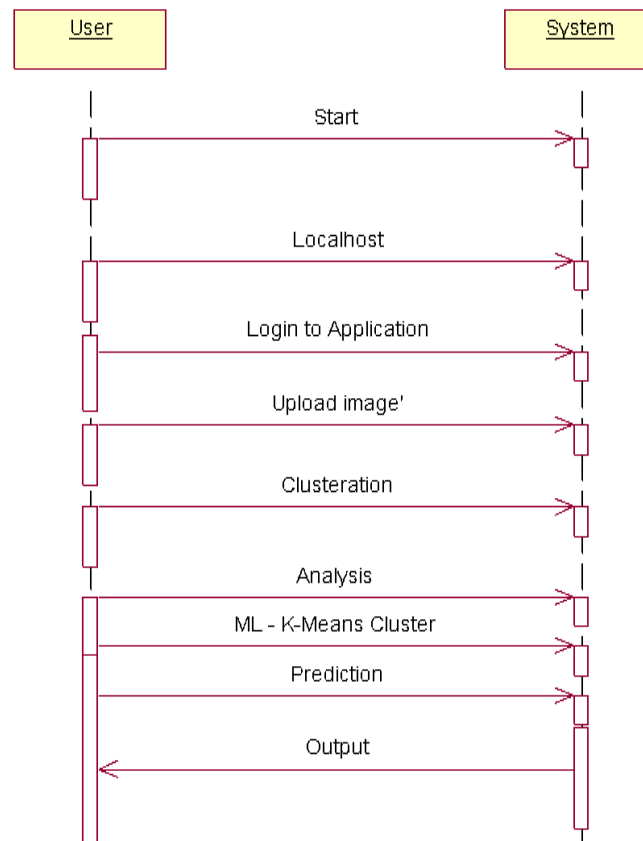 User
System
Start
Localhost
Login to Application
Upload image'
Clusteration
Analysis
ML - K-Means Cluster
Prediction
Output